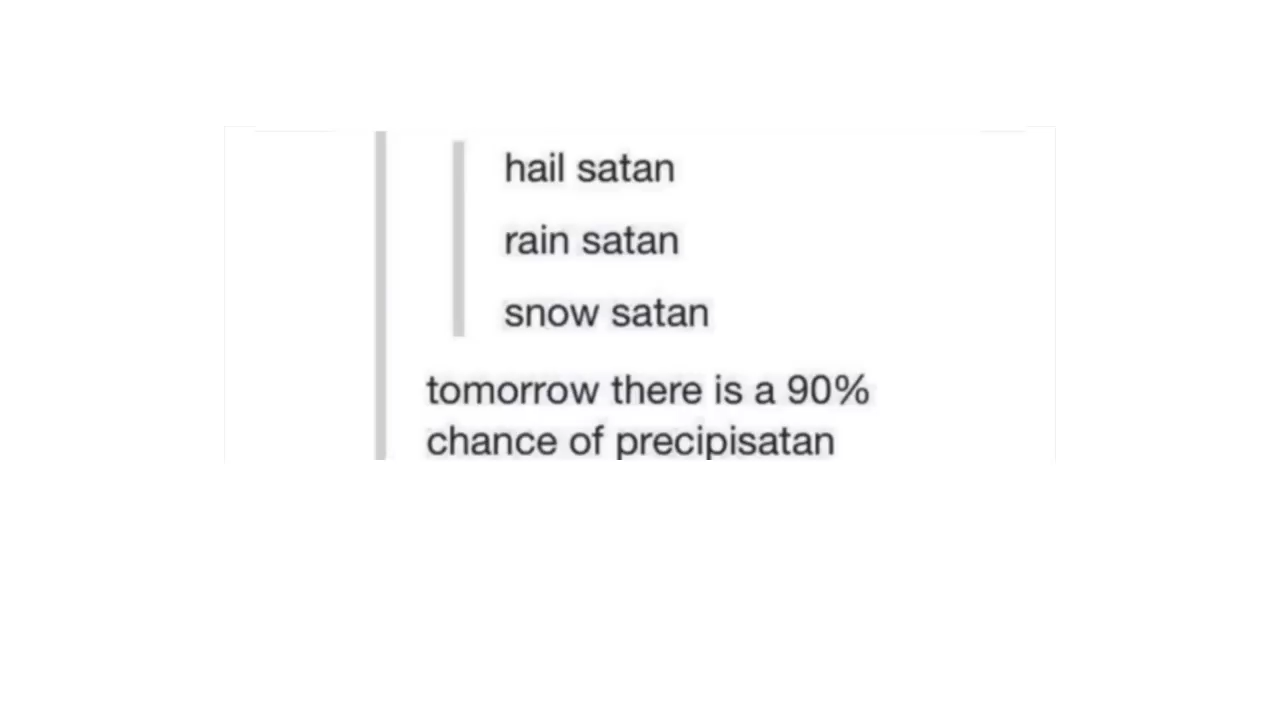 hail satan
rain satan
snow satan
tomorrow there is a 90%
chance of precipisatan